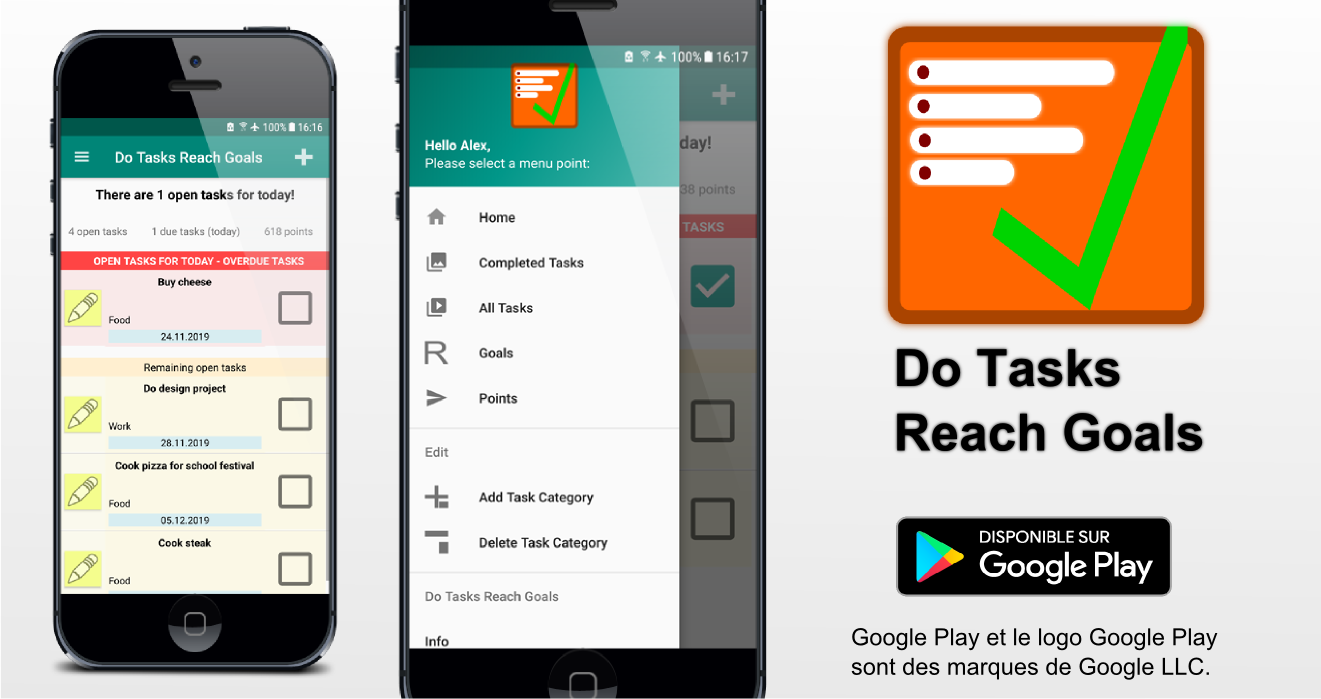 100% 16:16
Do Tasks Reach Goals
There are 1 open tasks for today!
4 open tasks 1 due tasks (today) 618 points
OPEN TASKS FOR TODAY - OVERDUE TASKS
Buy cheese
Food
24.11.2019
Remaining open tasks
Do design project
Work
28.11.2019
Cook pizza for school festival
Food
05.12.2019
Cook steak
Food
100% 16:17
Hello Alex,
Please select a menu point:
Home
Completed Tasks
All Tasks
Goals
Points
Edit
Add Task Category
Delete Task Category
Do Tasks Reach Goals
Info
day!
38 points
TASKS
Do Tasks
Reach Goals
DISPONIBLE SUR
Google Play
Google Play et le logo Google Play
sont des marques de Google LLC.